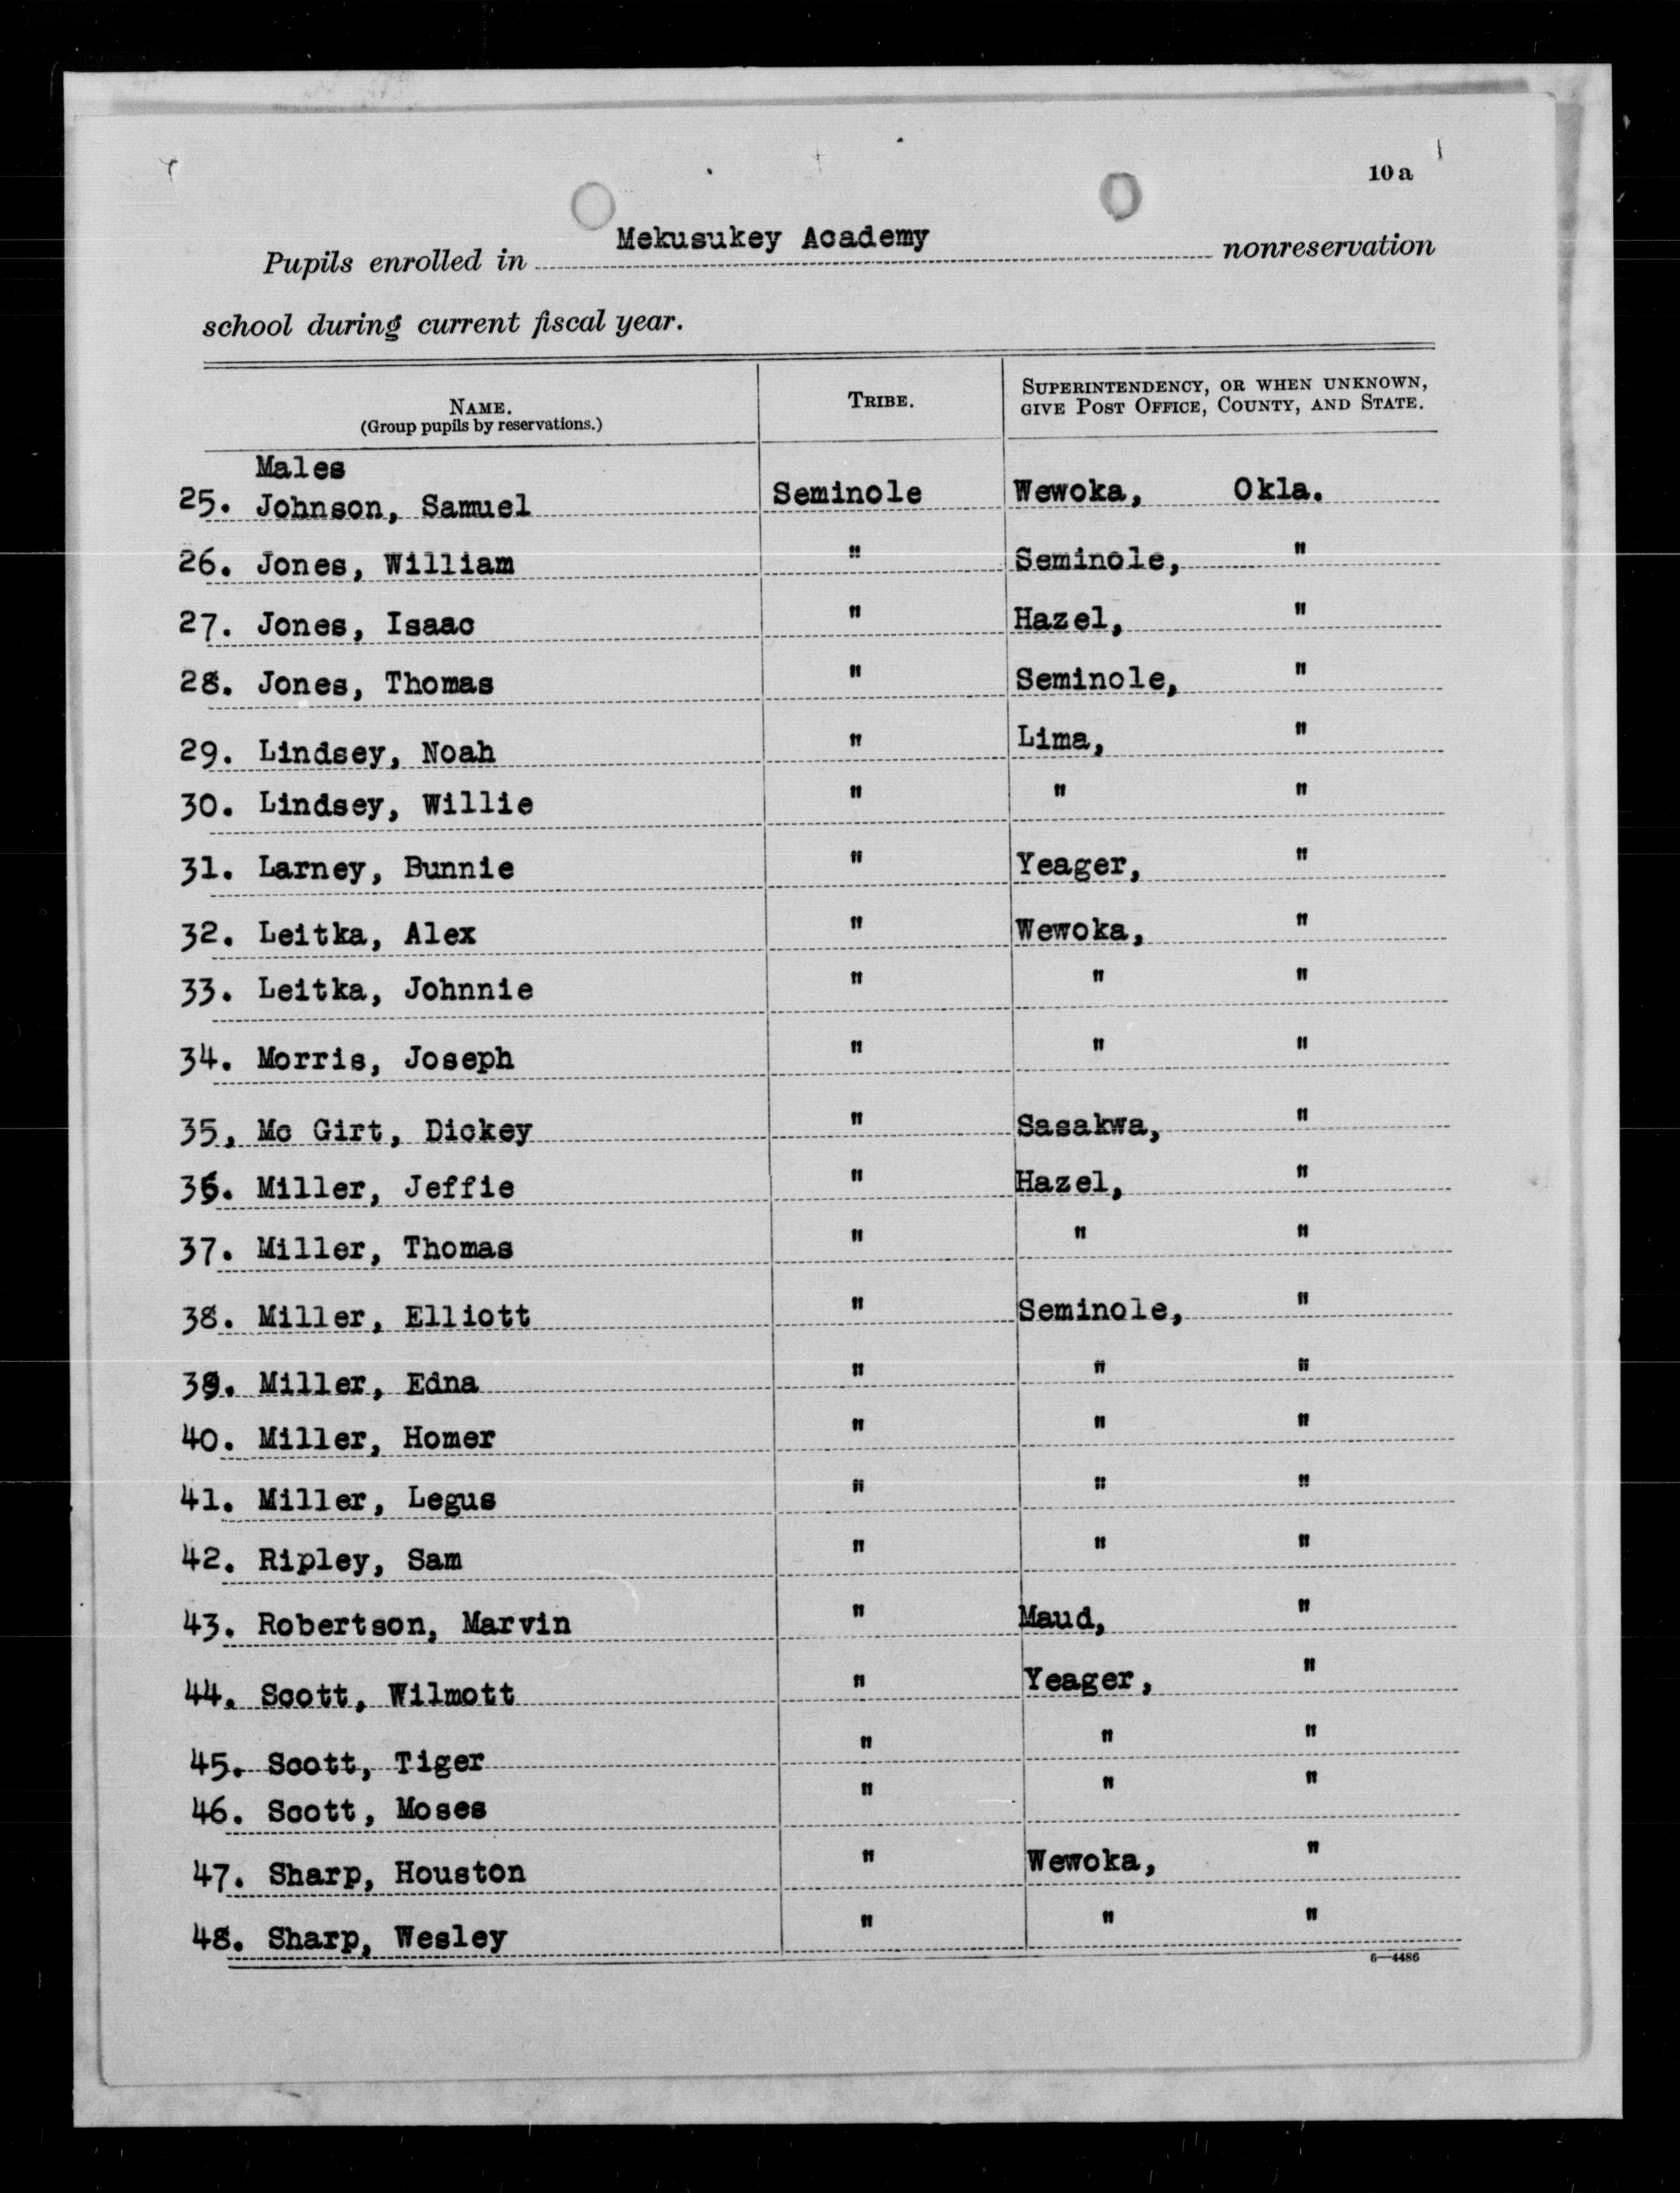 10 a
Pupils enrolled in Mekusukey Academy nonreservation
school during current fiscal year.
NAME. (Group pupils by reservations.) TRIBE. SUPERINTENDENCY, OR WHEN UNKNOWN, GIVE POST OFFICE, COUNTY, AND STATE.
Males
25. Johnson, Samuel Seminole Wewoka, Okla.
26. Jones, William " Seminole, "
27. Jones, Isaac " Hazel, "
28. Jones, Thomas " Seminole, "
29. Lindsey, Noah " Lima, "
30. Lindsey, Willie " " "
31. Larney, Bunnie " Yeager, "
32. Leitka, Alex " Wewoka, "
33. Leitka, Johnnie " " "
34. Morris, Joseph " " "
35, Mc Girt, Dickey " Sasakwa, "
36. Miller, Jeffie " Hazel, "
37. Miller, Thomas " " "
38. Miller, Elliott " Seminole, "
39. Miller, Edna " " "
40. Miller, Homer " " "
41. Miller, Legus " " "
42. Ripley, Sam " " "
43. Robertson, Marvin " Maud, "
44. Scott, Wilmott " Yeager, "
45. Scott, Tiger " " "
46. Scott, Moses " " "
47. Sharp, Houston " Wewoka, "
48. Sharp, Wesley " " "
6—4486